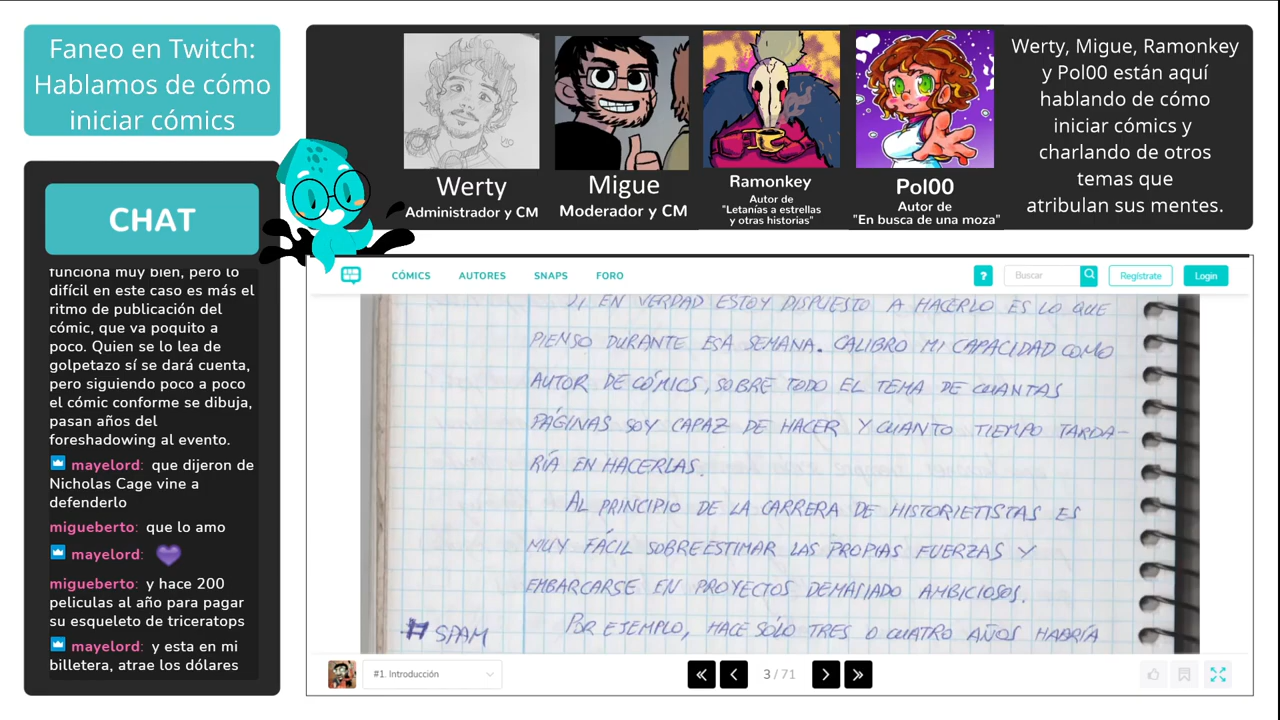 Faneo en Twitch:
Hablamos de cómo
iniciar cómics
Werty
Administrador y CM
Migue
Moderador y CM
Ramonkey
Autor de
"Letanías a estrellas
y otras historias"
Pol00
Autor de
"En busca de una moza"
Werty, Migue, Ramonkey
y Pol00 están aquí
hablando de cómo
iniciar cómics y
charlando de otros
temas que
atribulan sus mentes.
CHAT
funciona muy bien, pero lo
difícil en este caso es más el
ritmo de publicación del
cómic, que va poquito a
poco. Quien se lo lea de
golpetazo sí se dará cuenta,
pero siguiendo poco a poco
el cómic conforme se dibuja,
pasan años del
foreshadowing al evento.
mayelord: que dijeron de
Nicholas Cage vine a
defenderlo
migueberto: que lo amo
mayelord:
migueberto: y hace 200
peliculas al año para pagar
su esqueleto de triceratops
mayelord: y esta en mi
billetera, atrae los dólares
CÓMICS AUTORES SNAPS FORO ? Buscar Regístrate Login
SI EN VERDAD ESTOY DISPUESTO A HACERLO ES LO QUE
PIENSO DURANTE ESA SEMANA. CALIBRO MI CAPACIDAD COMO
AUTOR DE CÓMICS, SOBRE TODO EL TEMA DE CUANTAS
PÁGINAS SOY CAPAZ DE HACER Y CUANTO TIEMPO TARDA-
RÍA EN HACERLAS.
AL PRINCIPIO DE LA CARRERA DE HISTORIETISTAS ES
MUY FÁCIL SOBREESTIMAR LAS PROPIAS FUERZAS Y
EMBARCARSE EN PROYECTOS DEMASIADO AMBICIOSOS.
# SPAM
POR EJEMPLO, HACE SÓLO TRES O CUATRO AÑOS HABRÍA
#1. Introducción
3 / 71